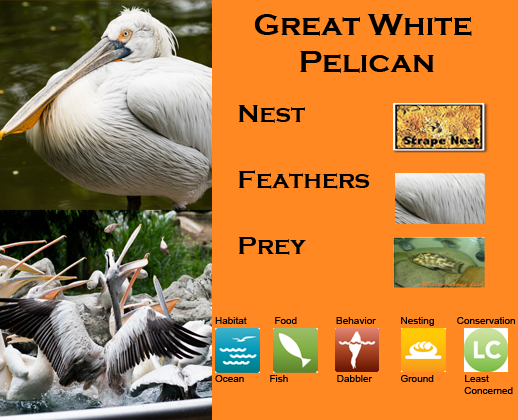 Great White
Pelican
Nest
Strape Nest
Feathers
Prey
Habitat Food Behavior Nesting Conservation
LC
Ocean Fish Dabbler Ground Least
Concerned